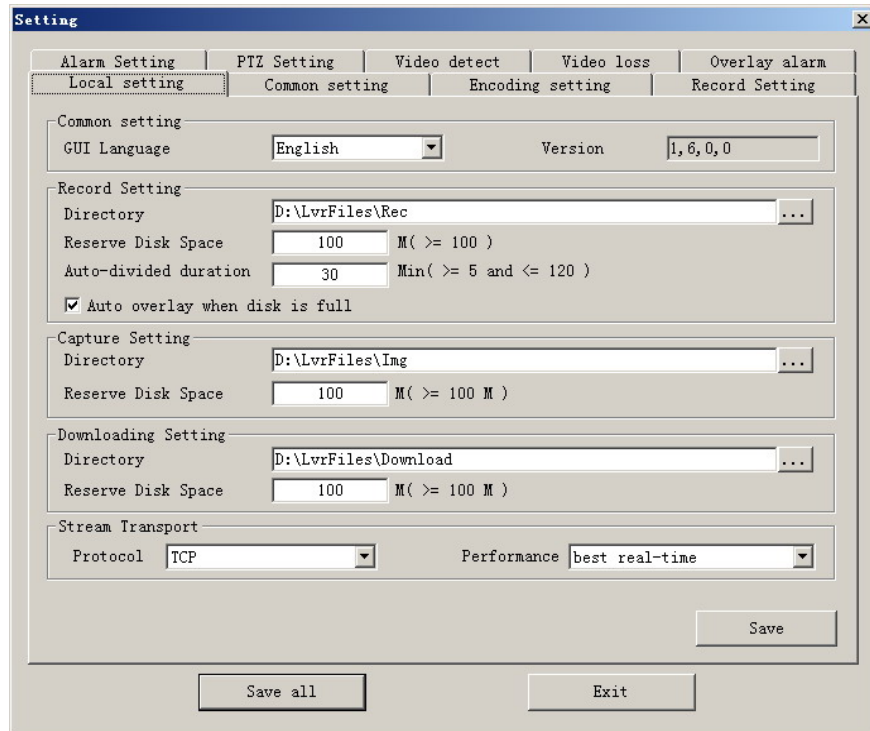 Setting
Alarm Setting PTZ Setting Video detect Video loss Overlay alarm
Local setting Common setting Encoding setting Record Setting
Common setting
GUI Language English Version 1,6,0,0
Record Setting
Directory D:\LvrFiles\Rec ...
Reserve Disk Space 100 M( >= 100 )
Auto-divided duration 30 Min( >= 5 and <= 120 )
Auto overlay when disk is full
Capture Setting
Directory D:\LvrFiles\Img ...
Reserve Disk Space 100 M( >= 100 M )
Downloading Setting
Directory D:\LvrFiles\Download ...
Reserve Disk Space 100 M( >= 100 M )
Stream Transport
Protocol TCP Performance best real-time
Save
Save all Exit